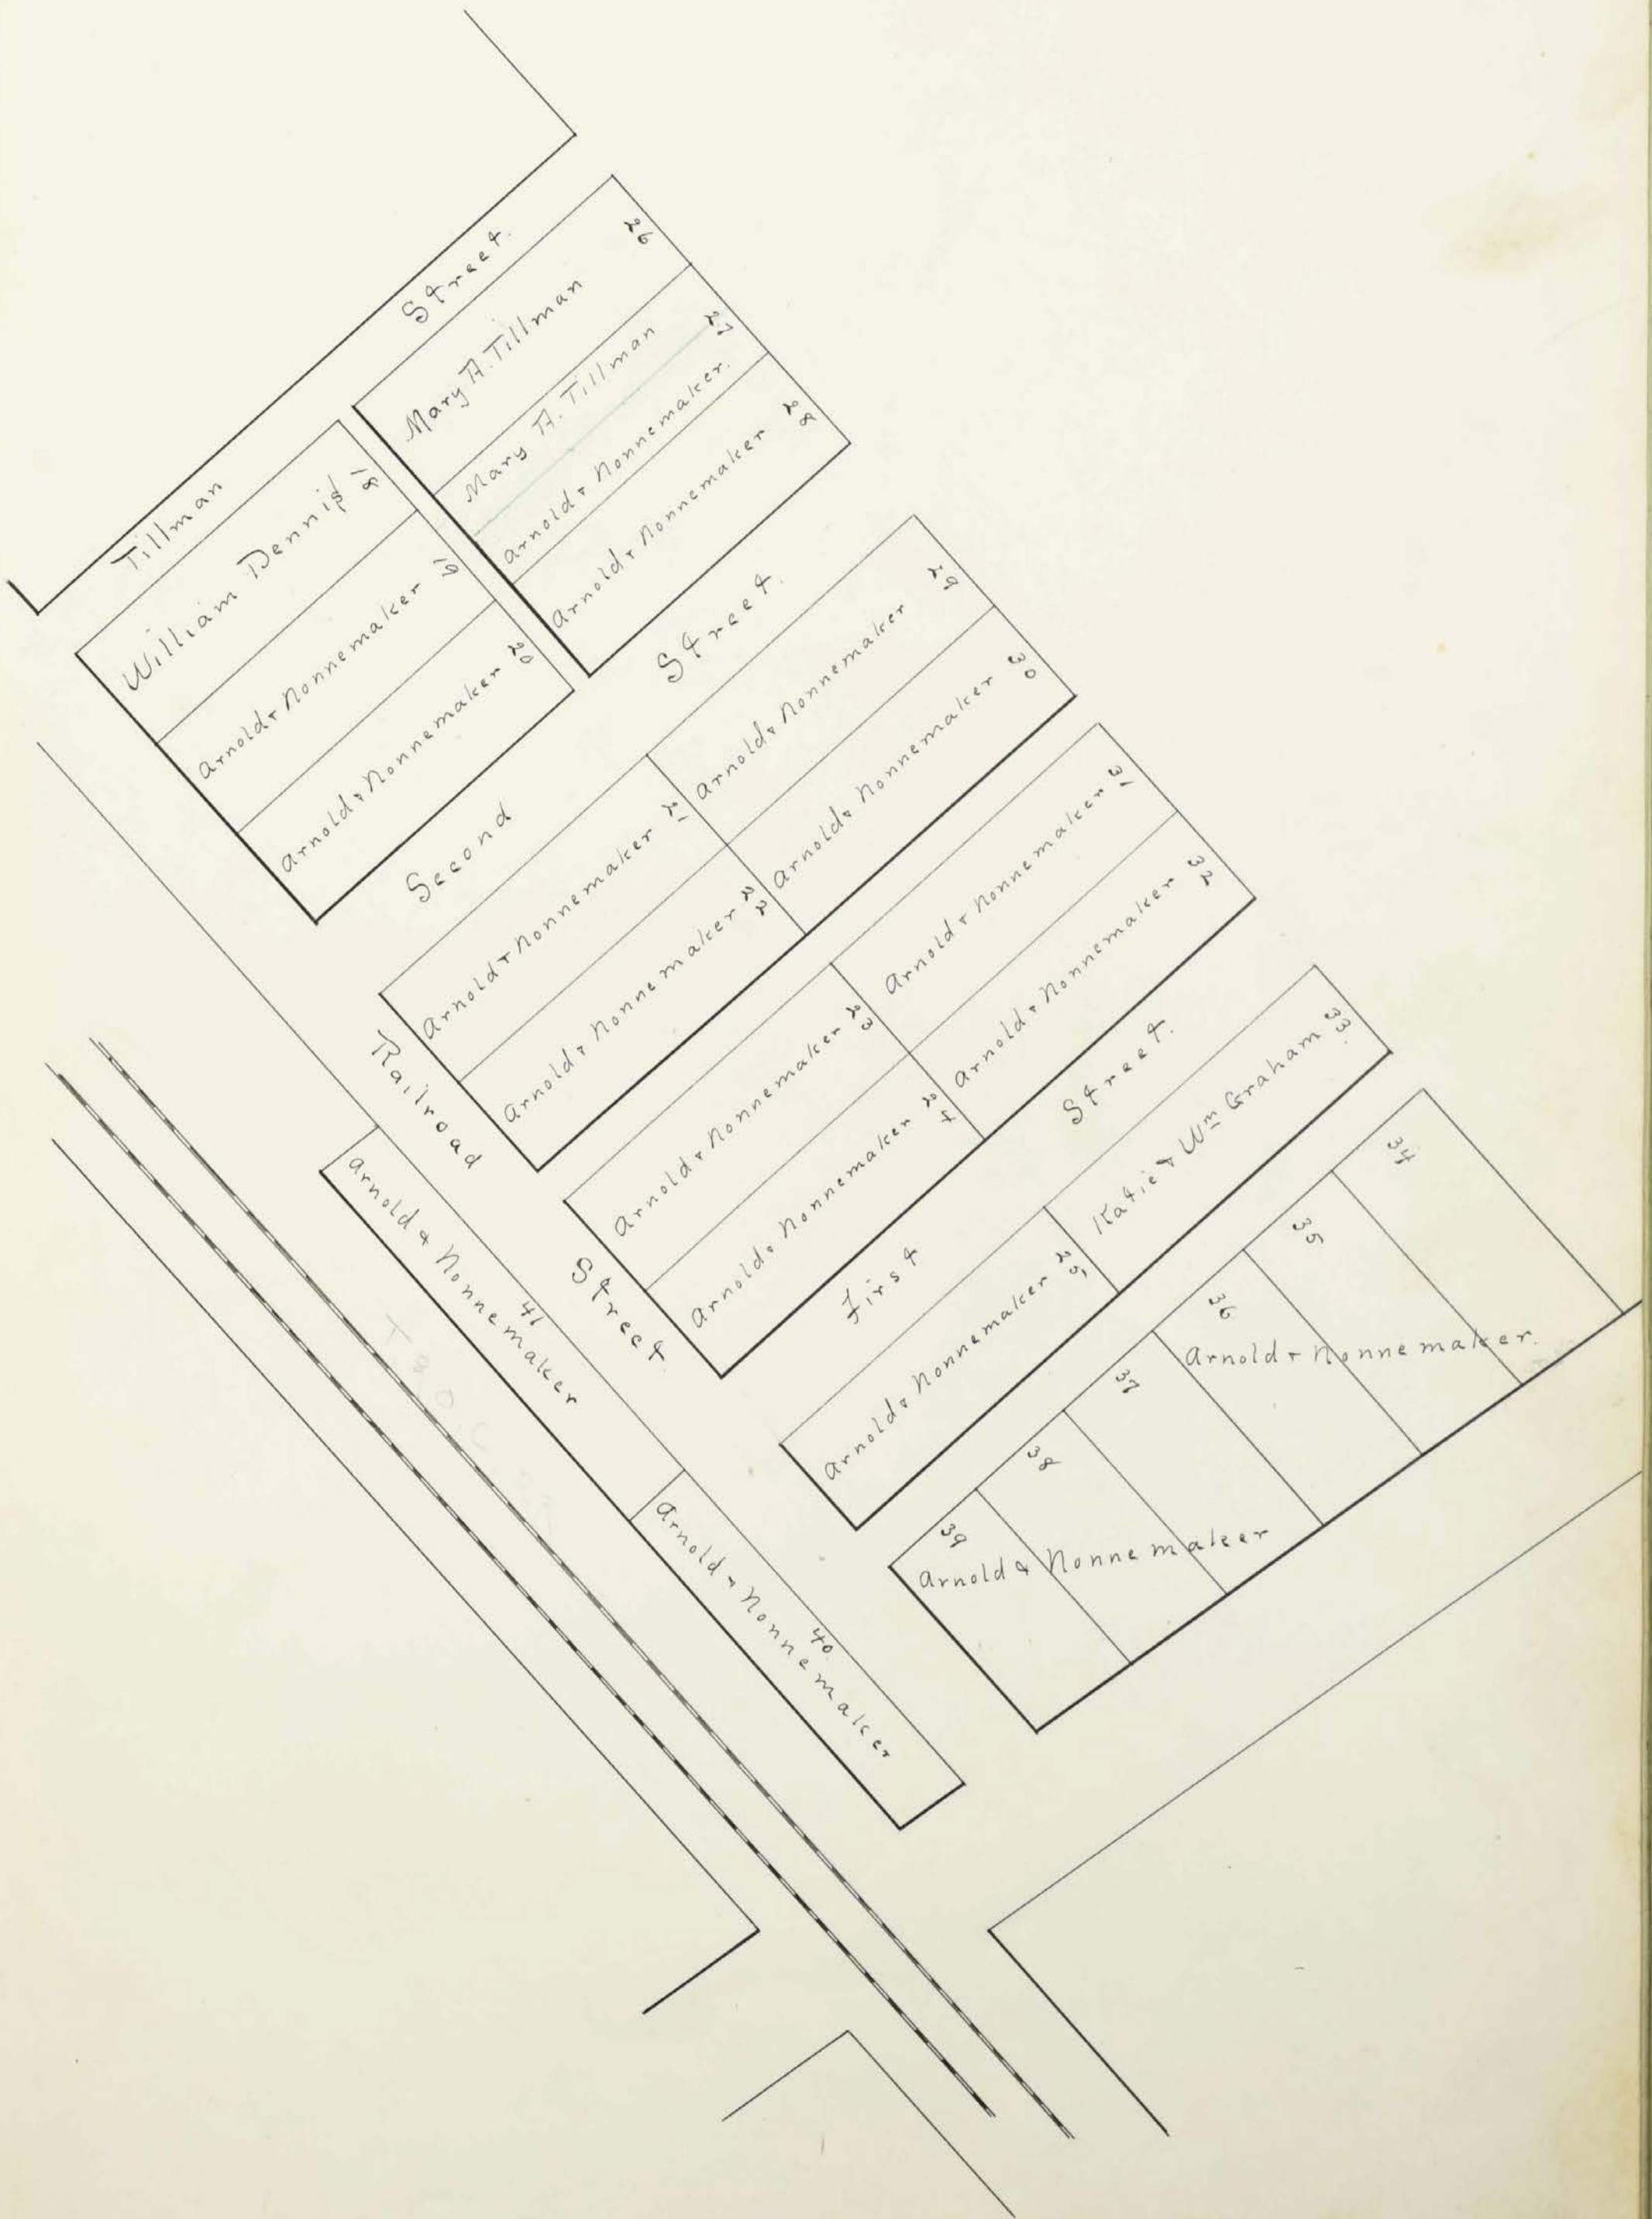 Tillman Street.
26
Mary A. Tillman
27
Mary A. Tillman
Arnold & Nonnemaker.
28
Arnold & Nonnemaker
William Dennis 18
Arnold & Nonnemaker 19
Arnold & Nonnemaker 20
Second Street.
29
Arnold & Nonnemaker
Arnold & Nonnemaker 30
Arnold & Nonnemaker 21
Arnold & Nonnemaker 22
Arnold & Nonnemaker 31
Arnold & Nonnemaker 32
Arnold & Nonnemaker 23
Arnold & Nonnemaker 24
First Street.
Katie & Wm Graham 33.
Arnold & Nonnemaker 25
Railroad Street.
34
35
36
Arnold & Nonnemaker.
37
38
39
Arnold & Nonnemaker
41
Arnold & Nonnemaker
40.
Arnold & Nonnemaker